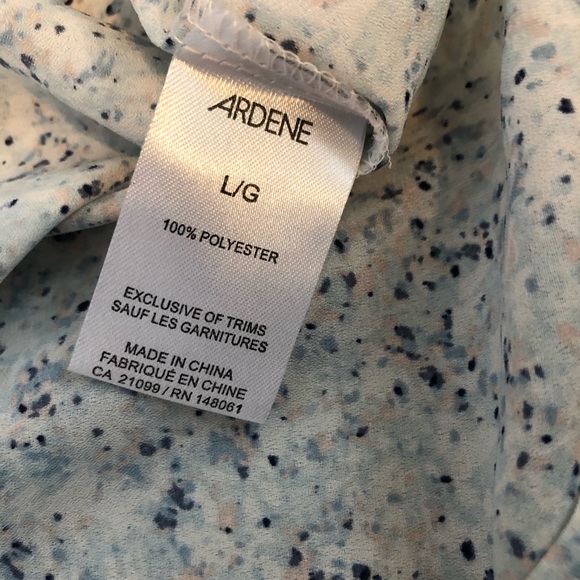 ARDENE
L/G
100% POLYESTER
EXCLUSIVE OF TRIMS
SAUF LES GARNITURES
MADE IN CHINA
FABRIQUÉ EN CHINE
CA 21099 / RN 148061